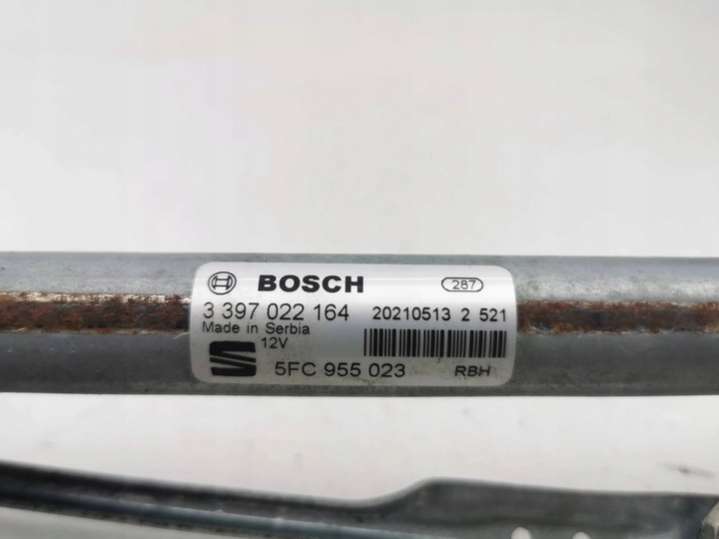 BOSCH 287
3 397 022 164 20210513 2 521
Made in Serbia
12V
5FC 955 023 RBH